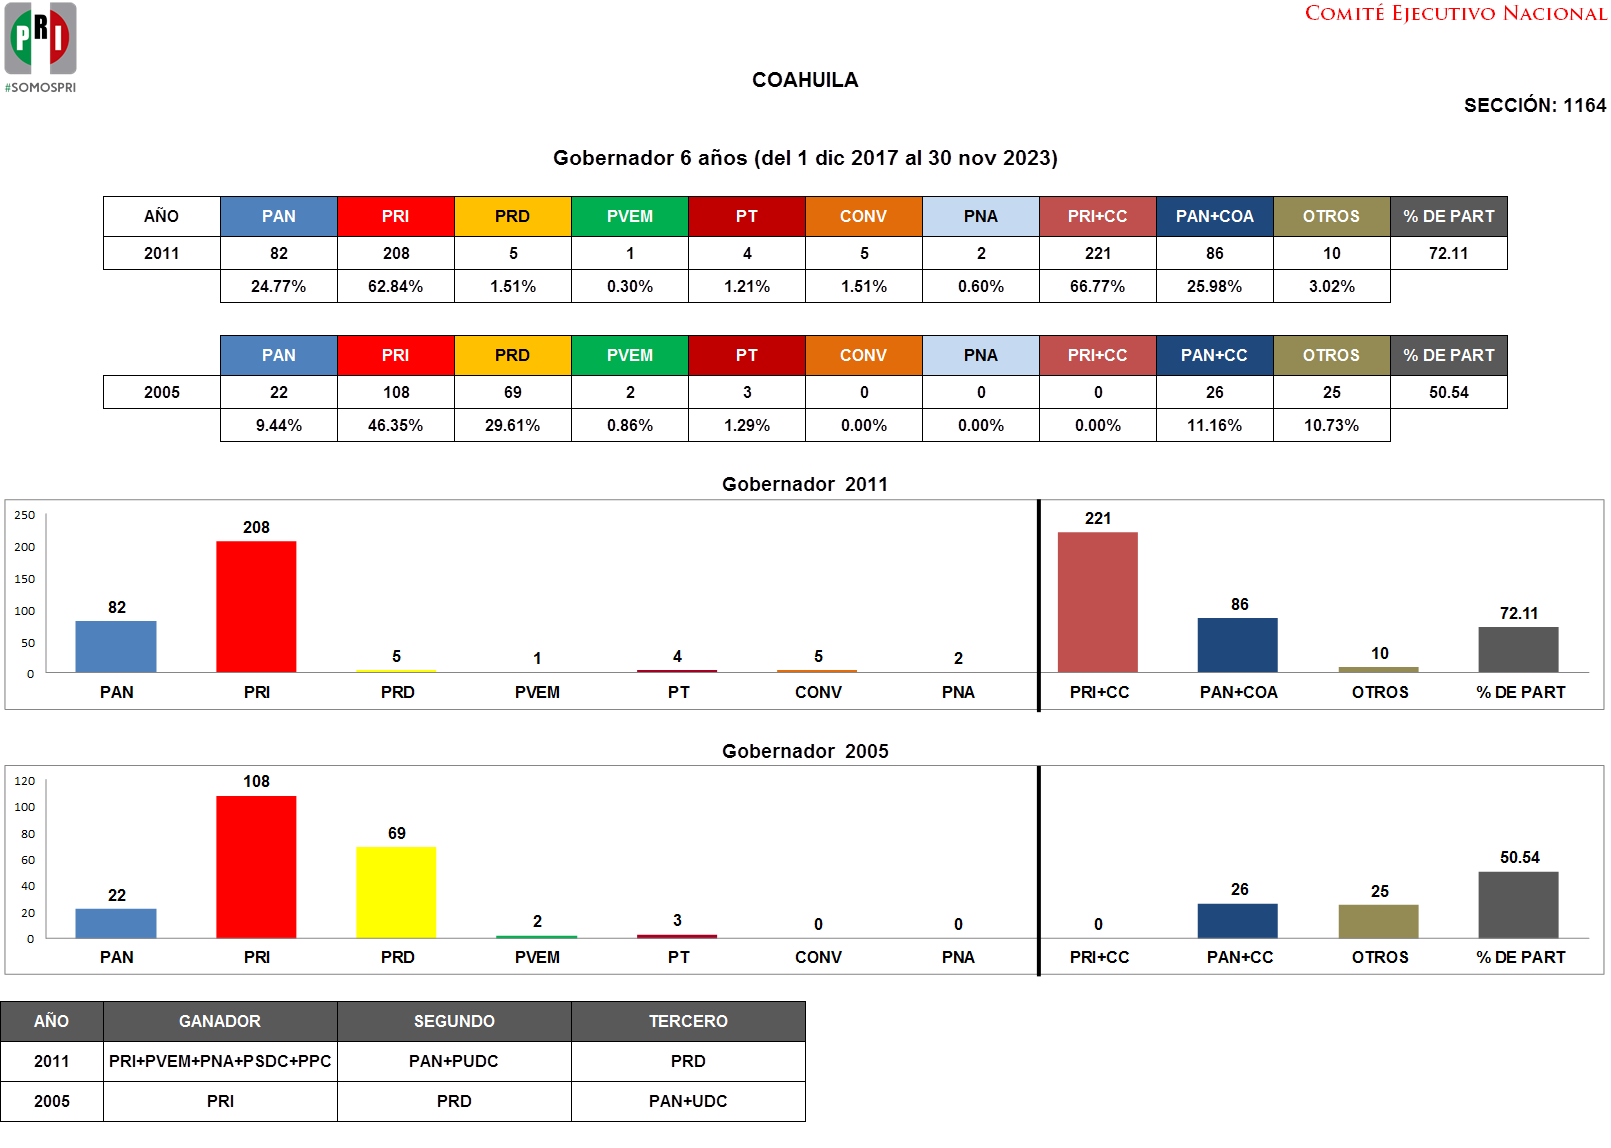 PRI
#SOMOSPRI
COMITÉ EJECUTIVO NACIONAL
COAHUILA
SECCIÓN: 1164
Gobernador 6 años (del 1 dic 2017 al 30 nov 2023)
AÑO PAN PRI PRD PVEM PT CONV PNA PRI+CC PAN+COA OTROS % DE PART
2011 82 208 5 1 4 5 2 221 86 10 72.11
24.77% 62.84% 1.51% 0.30% 1.21% 1.51% 0.60% 66.77% 25.98% 3.02%
PAN PRI PRD PVEM PT CONV PNA PRI+CC PAN+CC OTROS % DE PART
2005 22 108 69 2 3 0 0 0 26 25 50.54
9.44% 46.35% 29.61% 0.86% 1.29% 0.00% 0.00% 0.00% 11.16% 10.73%
Gobernador 2011
250
200
150
100
50
0
82 208 5 1 4 5 2 221 86 10 72.11
PAN PRI PRD PVEM PT CONV PNA PRI+CC PAN+COA OTROS % DE PART
Gobernador 2005
120
100
80
60
40
20
0
22 108 69 2 3 0 0 0 26 25 50.54
PAN PRI PRD PVEM PT CONV PNA PRI+CC PAN+CC OTROS % DE PART
AÑO GANADOR SEGUNDO TERCERO
2011 PRI+PVEM+PNA+PSDC+PPC PAN+PUDC PRD
2005 PRI PRD PAN+UDC